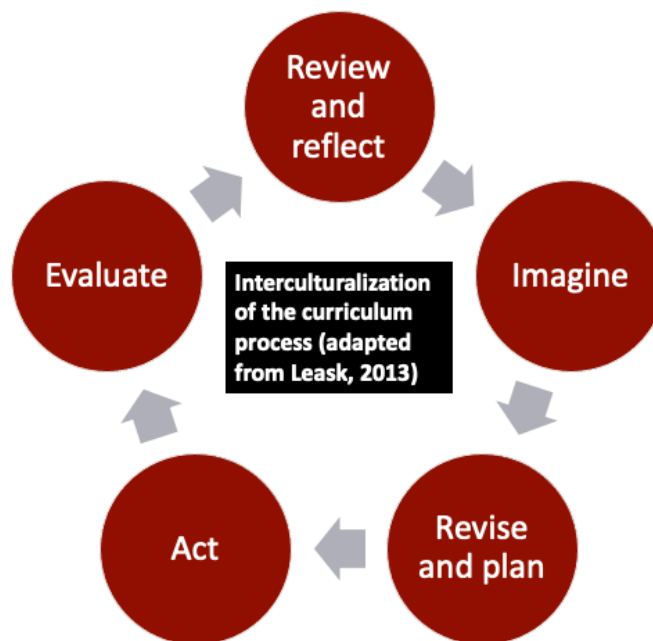 Review
and
reflect
Imagine
Revise
and plan
Act
Evaluate
Interculturalization
of the curriculum
process (adapted
from Leask, 2013)